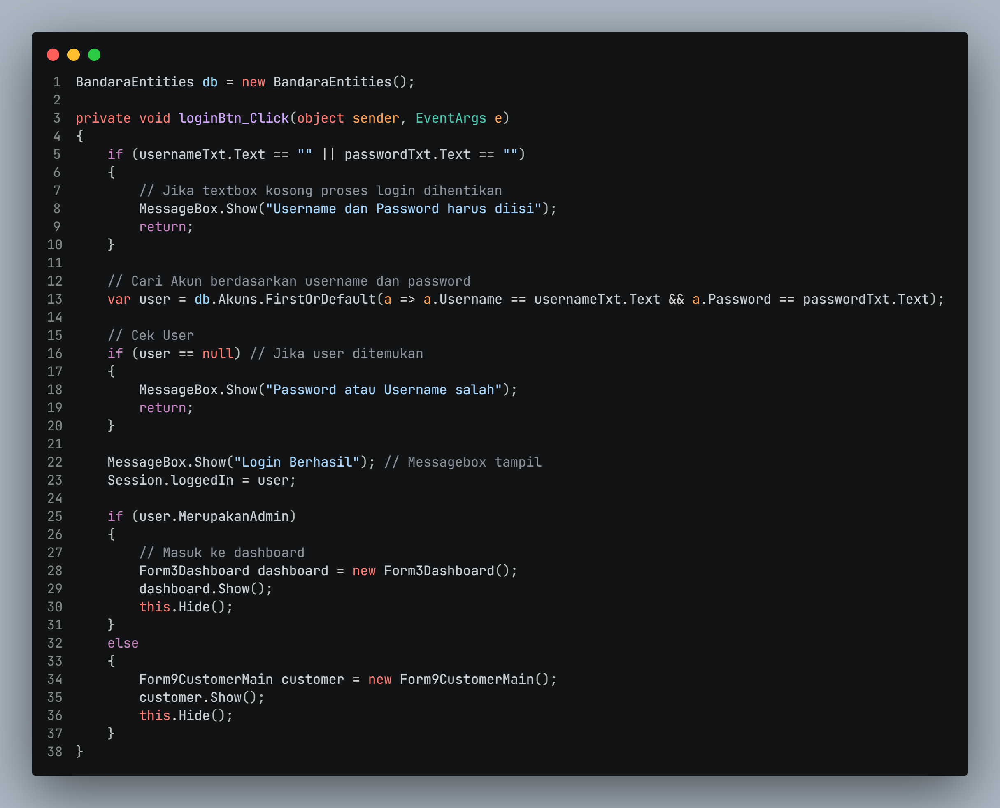 1 BandaraEntities db = new BandaraEntities();
2
3 private void loginBtn_Click(object sender, EventArgs e)
4 {
5     if (usernameTxt.Text == "" || passwordTxt.Text == "")
6     {
7         // Jika textbox kosong proses login dihentikan
8         MessageBox.Show("Username dan Password harus diisi");
9         return;
10     }
11
12     // Cari Akun berdasarkan username dan password
13     var user = db.Akuns.FirstOrDefault(a => a.Username == usernameTxt.Text && a.Password == passwordTxt.Text);
14
15     // Cek User
16     if (user == null) // Jika user ditemukan
17     {
18         MessageBox.Show("Password atau Username salah");
19         return;
20     }
21
22     MessageBox.Show("Login Berhasil"); // Messagebox tampil
23     Session.loggedIn = user;
24
25     if (user.MerupakanAdmin)
26     {
27         // Masuk ke dashboard
28         Form3Dashboard dashboard = new Form3Dashboard();
29         dashboard.Show();
30         this.Hide();
31     }
32     else
33     {
34         Form9CustomerMain customer = new Form9CustomerMain();
35         customer.Show();
36         this.Hide();
37     }
38 }